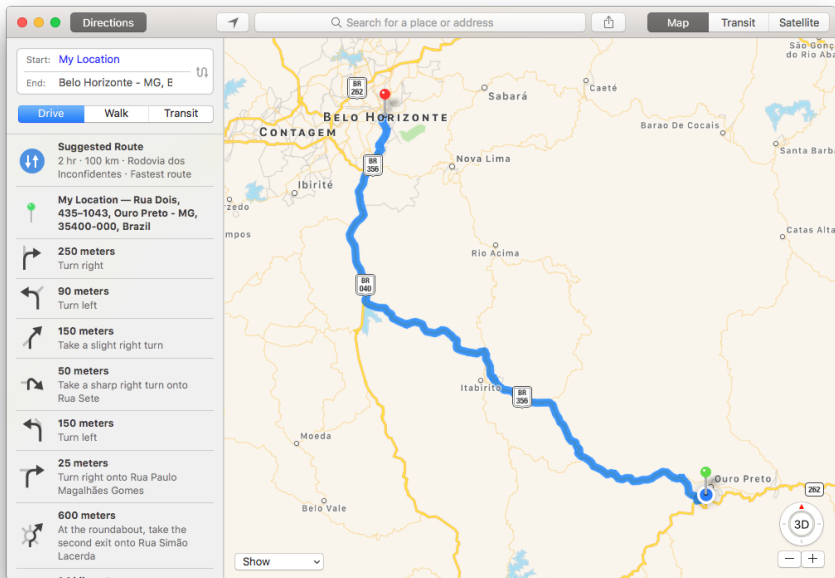 Directions
Search for a place or address
Map Transit Satellite
Start: My Location
End: Belo Horizonte - MG, E
Drive Walk Transit
Suggested Route
2 hr · 100 km · Rodovia dos
Inconfidentes · Fastest route
My Location — Rua Dois,
435–1043, Ouro Preto - MG,
35400-000, Brazil
250 meters
Turn right
90 meters
Turn left
150 meters
Take a slight right turn
50 meters
Take a sharp right turn onto
Rua Sete
150 meters
Turn left
25 meters
Turn right onto Rua Paulo
Magalhães Gomes
600 meters
At the roundabout, take the
second exit onto Rua Simão
Lacerda
São Gonç
do Rio Aba
BR
262
Sabará
Caeté
BELO HORIZONTE
CONTAGEM
Barao De Cocais
Santa Barba
BR
356
Nova Lima
Ibirité
rzedo
mpos
Catas Alta
Rio Acima
BR
040
Itabirito
BR
356
Moeda
Ouro Preto
262
Belo Vale
3D
Show